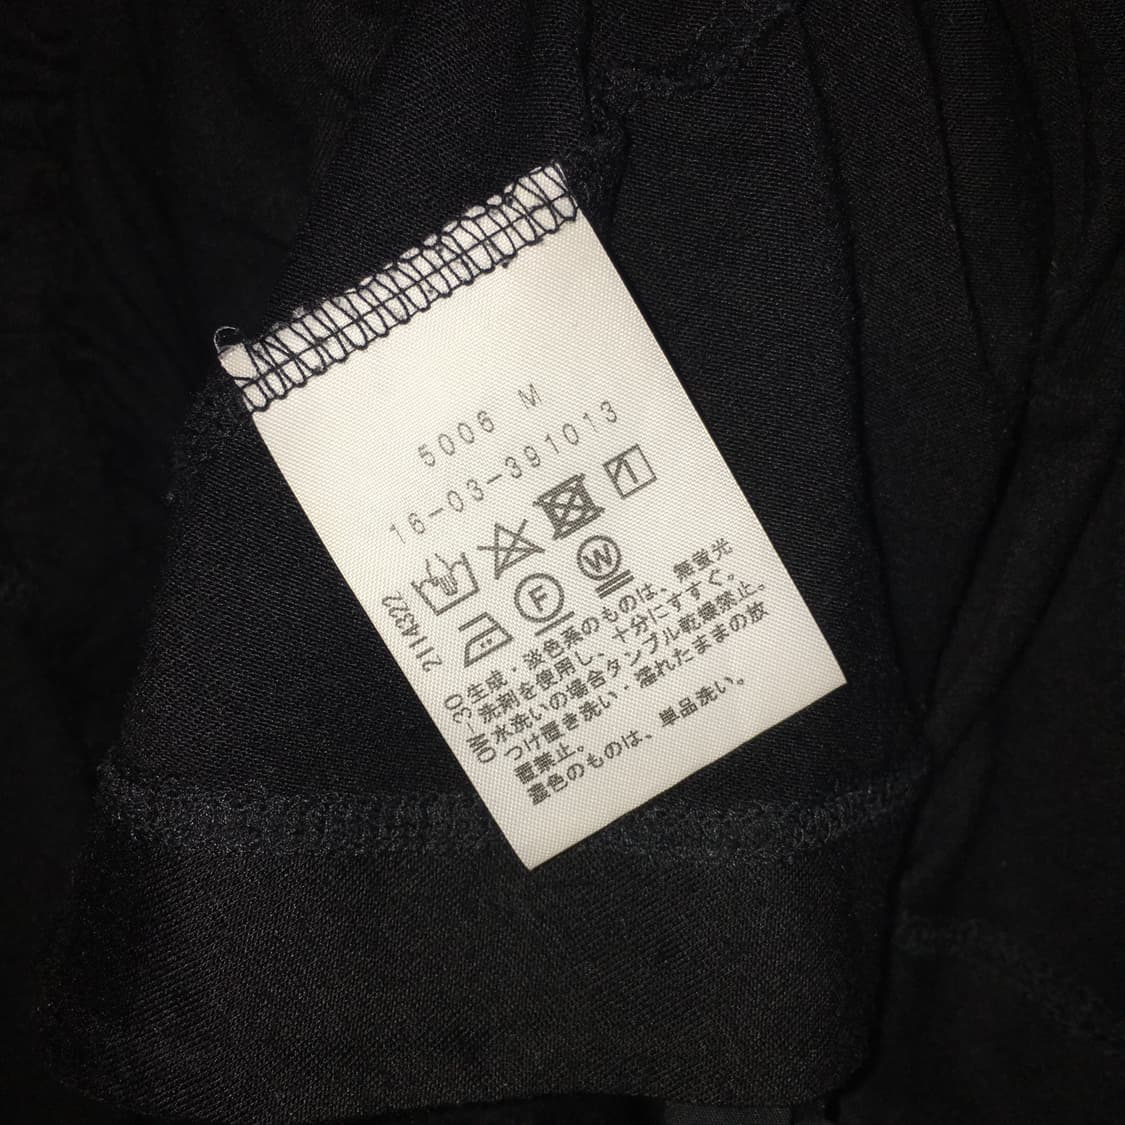 5006 M
16-03-391013
F W
2114322
ON-30
生成・淡色系のものは、無蛍光
洗剤を使用し、十分にすすぐ。
水洗いの場合タンブル乾燥禁止。
つけ置き洗い・濡れたままの放
置禁止。
濃色のものは、単品洗い。